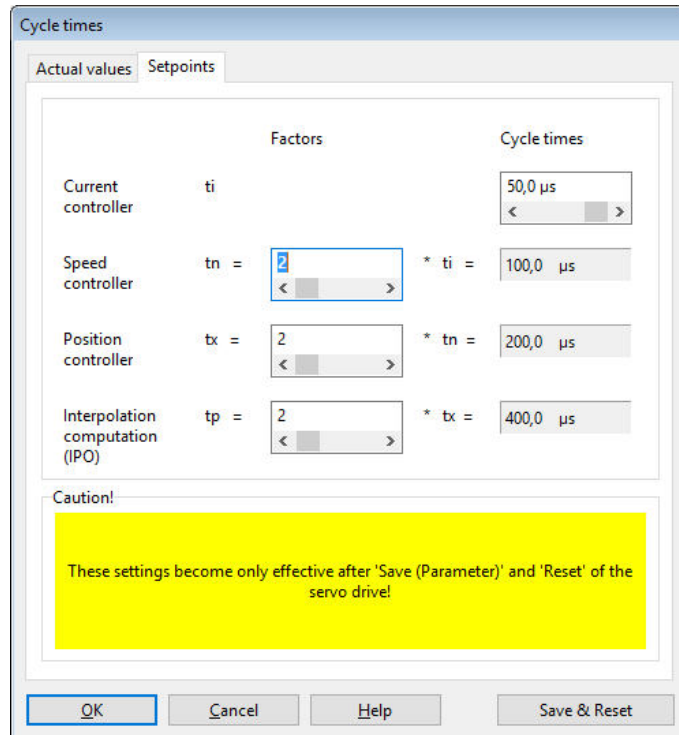 Cycle times
Actual values Setpoints
Factors Cycle times
Current controller ti 50,0 µs
Speed controller tn = 2 * ti = 100,0 µs
Position controller tx = 2 * tn = 200,0 µs
Interpolation computation (IPO) tp = 2 * tx = 400,0 µs
Caution!
These settings become only effective after 'Save (Parameter)' and 'Reset' of the
servo drive!
OK Cancel Help Save & Reset